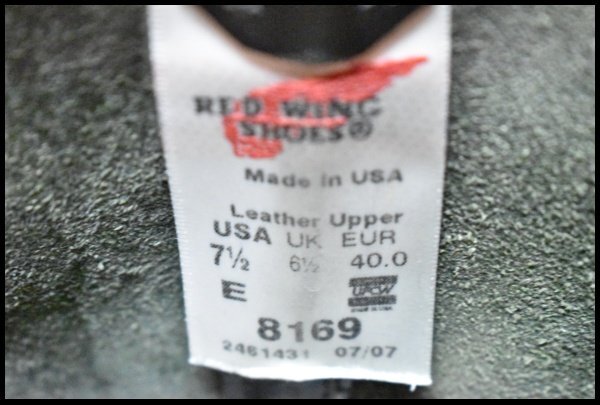 RED WING
SHOES®
Made in USA
Leather Upper
USA UK EUR
7½ 6½ 40.0
E UFCW
8169
2461431 07/07